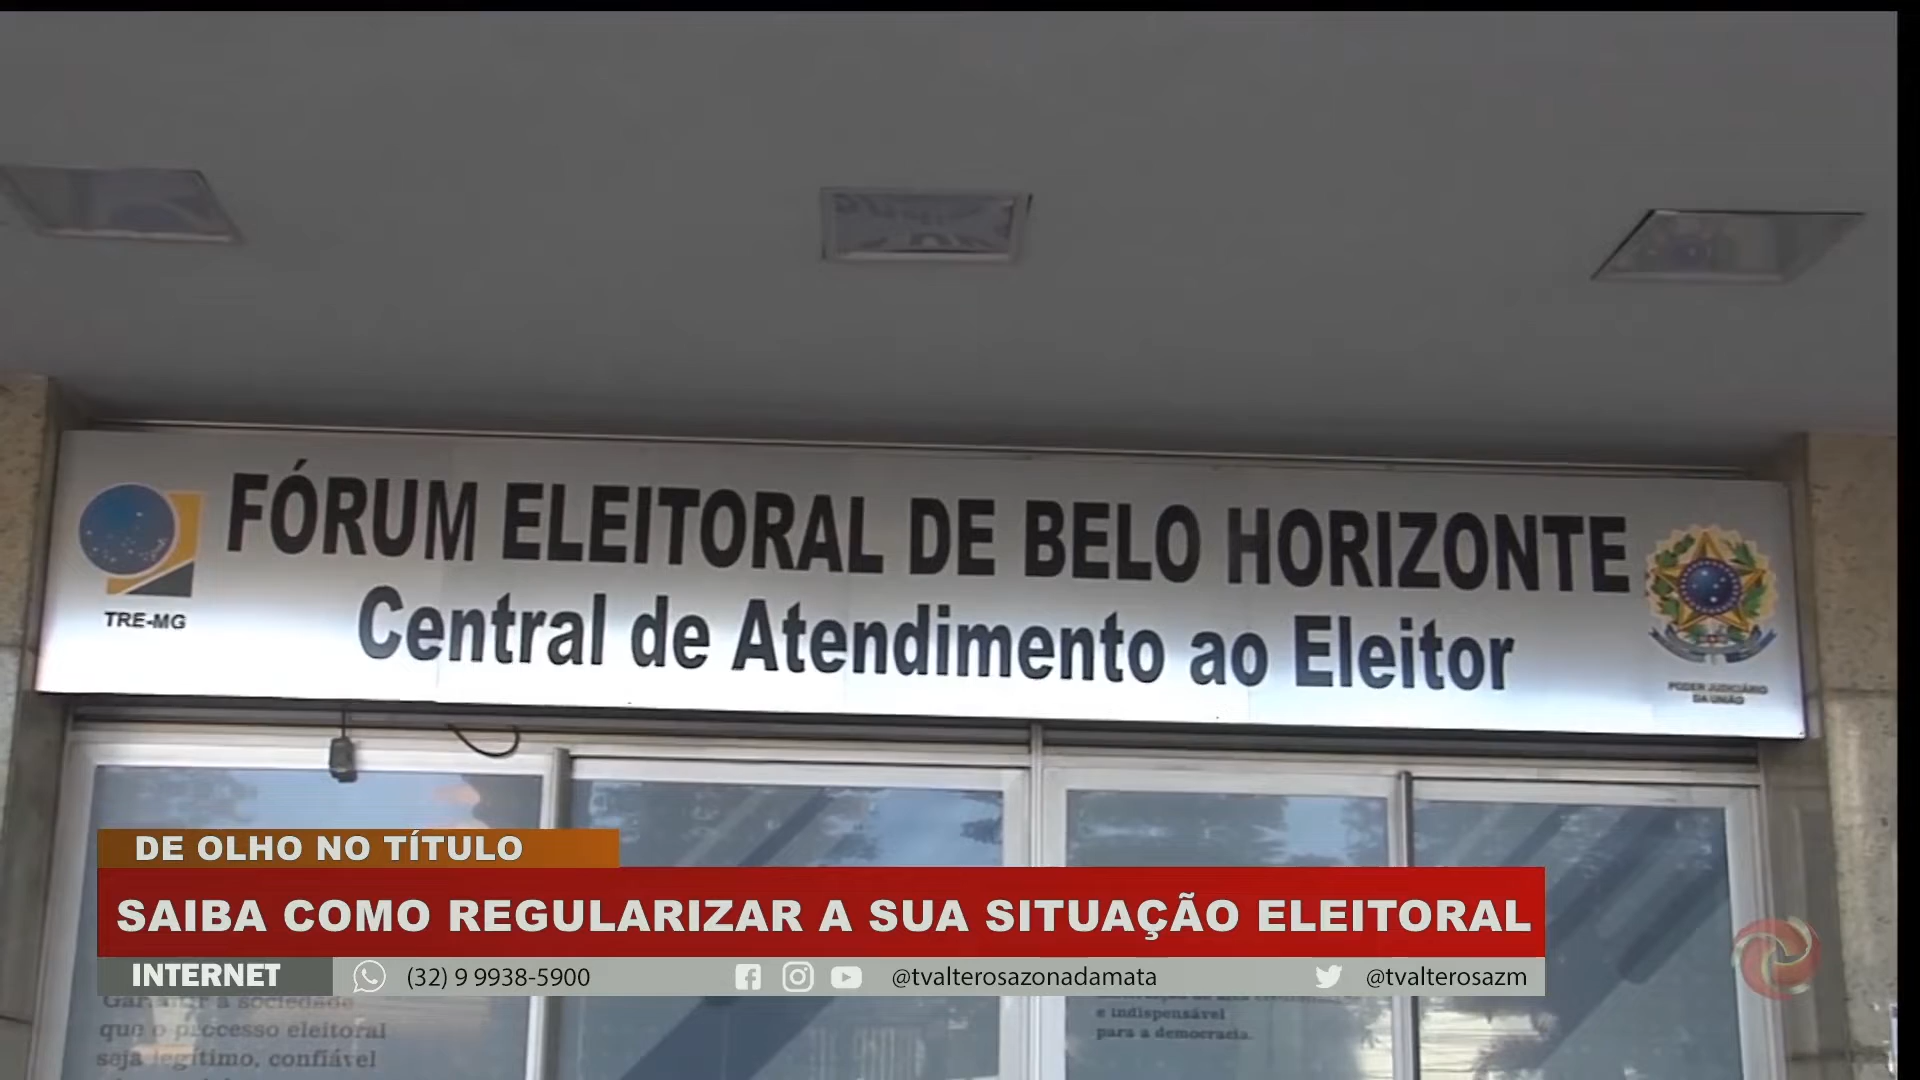 FÓRUM ELEITORAL DE BELO HORIZONTE
Central de Atendimento ao Eleitor
TRE-MG
PODER JUDICIÁRIO
DA UNIÃO
DE OLHO NO TÍTULO
SAIBA COMO REGULARIZAR A SUA SITUAÇÃO ELEITORAL
INTERNET (32) 9 9938-5900 @tvalterosazonadamata @tvalterosazm
Garantir à sociedade
que o processo eleitoral
seja legítimo, confiável
e indispensável
para a democracia.